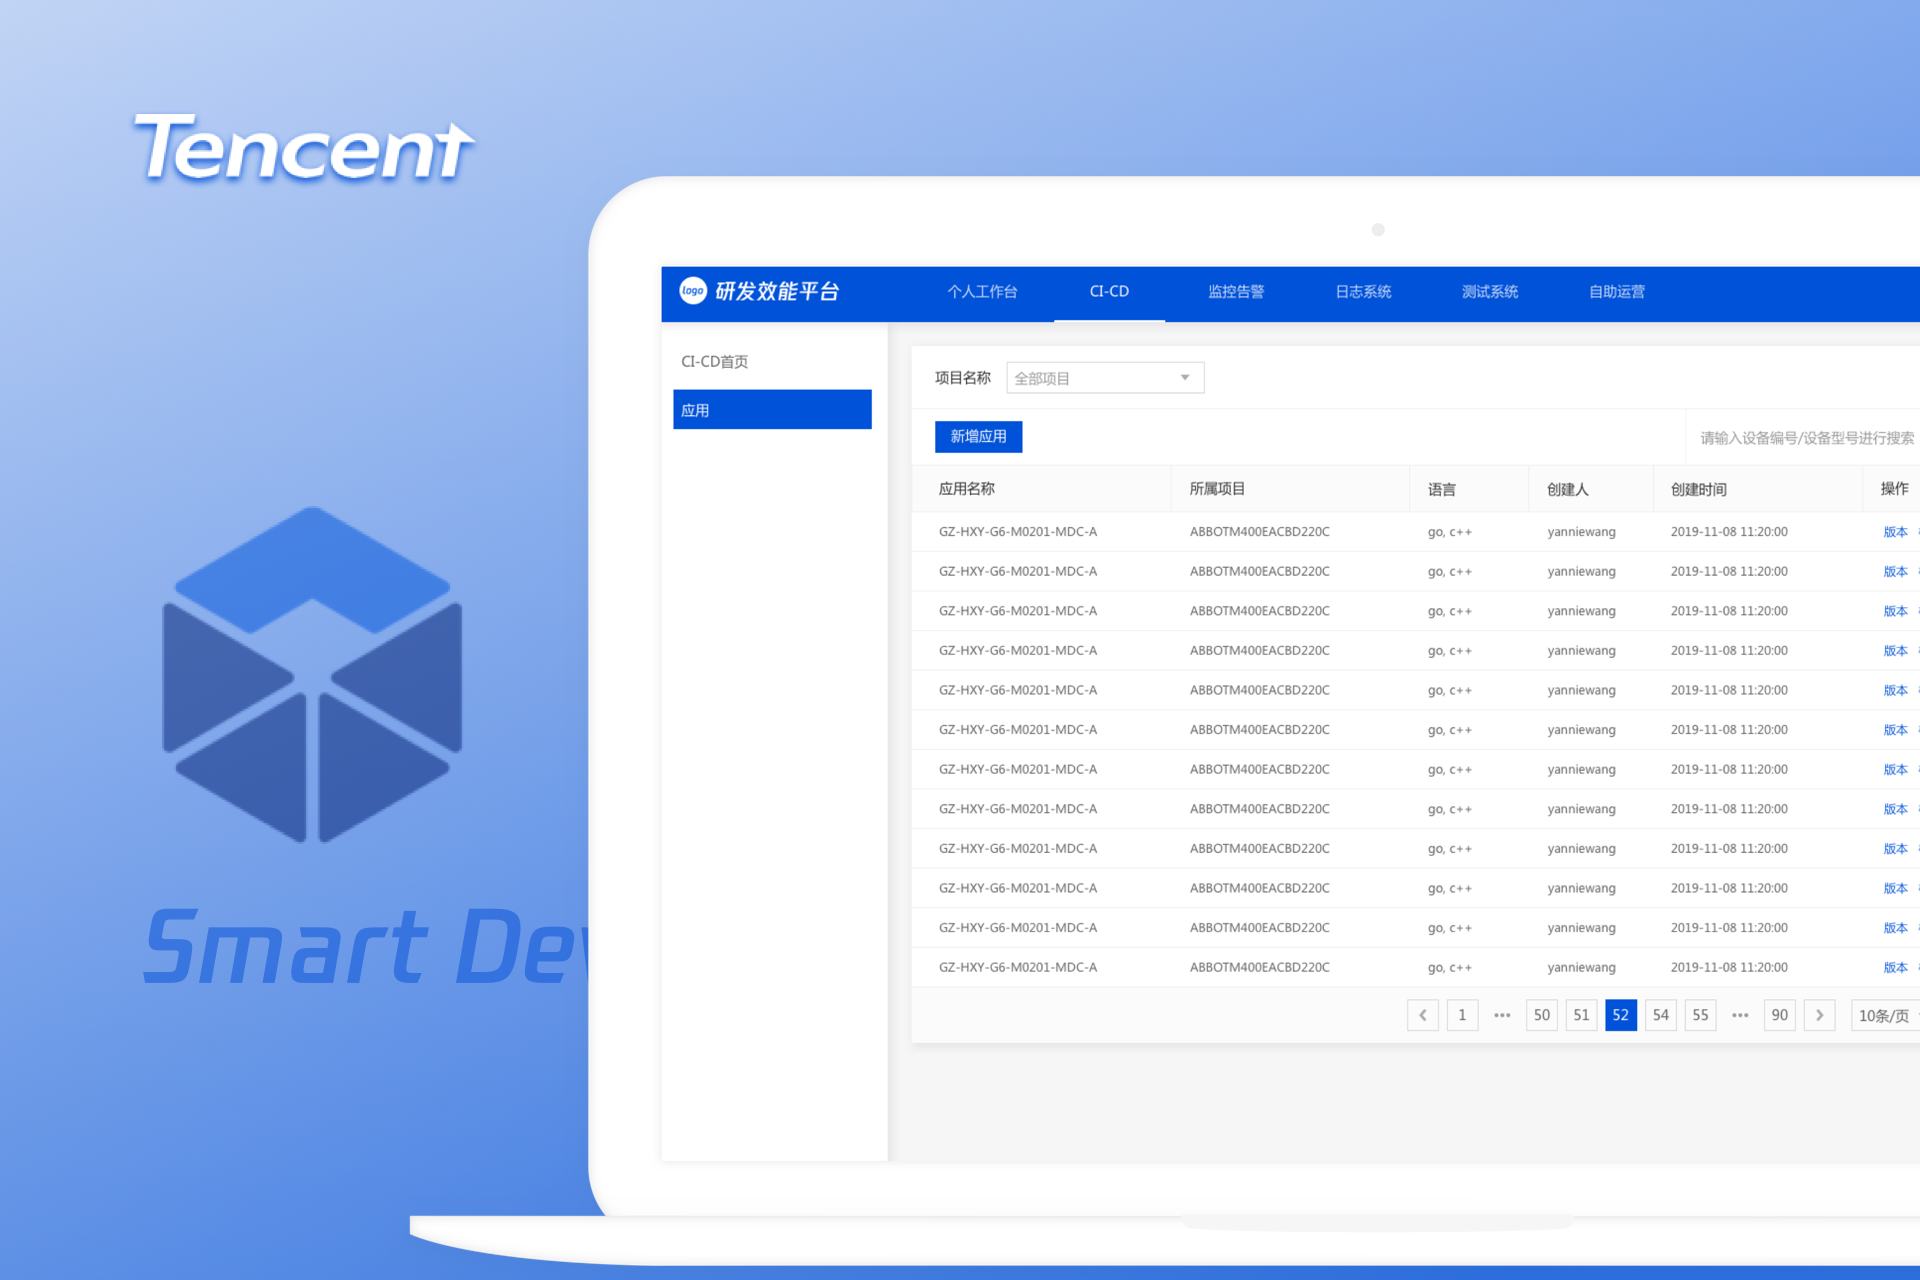 Tencent
Smart De
logo 研发效能平台 个人工作台 CI-CD 监控告警 日志系统 测试系统 自助运营
CI-CD首页
应用
项目名称 全部项目
新增应用 请输入设备编号/设备型号进行搜索
应用名称 所属项目 语言 创建人 创建时间 操作
GZ-HXY-G6-M0201-MDC-A ABBOTM400EACBD220C go, c++ yanniewang 2019-11-08 11:20:00 版本
GZ-HXY-G6-M0201-MDC-A ABBOTM400EACBD220C go, c++ yanniewang 2019-11-08 11:20:00 版本
GZ-HXY-G6-M0201-MDC-A ABBOTM400EACBD220C go, c++ yanniewang 2019-11-08 11:20:00 版本
GZ-HXY-G6-M0201-MDC-A ABBOTM400EACBD220C go, c++ yanniewang 2019-11-08 11:20:00 版本
GZ-HXY-G6-M0201-MDC-A ABBOTM400EACBD220C go, c++ yanniewang 2019-11-08 11:20:00 版本
GZ-HXY-G6-M0201-MDC-A ABBOTM400EACBD220C go, c++ yanniewang 2019-11-08 11:20:00 版本
GZ-HXY-G6-M0201-MDC-A ABBOTM400EACBD220C go, c++ yanniewang 2019-11-08 11:20:00 版本
GZ-HXY-G6-M0201-MDC-A ABBOTM400EACBD220C go, c++ yanniewang 2019-11-08 11:20:00 版本
GZ-HXY-G6-M0201-MDC-A ABBOTM400EACBD220C go, c++ yanniewang 2019-11-08 11:20:00 版本
GZ-HXY-G6-M0201-MDC-A ABBOTM400EACBD220C go, c++ yanniewang 2019-11-08 11:20:00 版本
GZ-HXY-G6-M0201-MDC-A ABBOTM400EACBD220C go, c++ yanniewang 2019-11-08 11:20:00 版本
GZ-HXY-G6-M0201-MDC-A ABBOTM400EACBD220C go, c++ yanniewang 2019-11-08 11:20:00 版本
1 ••• 50 51 52 54 55 ••• 90 10条/页